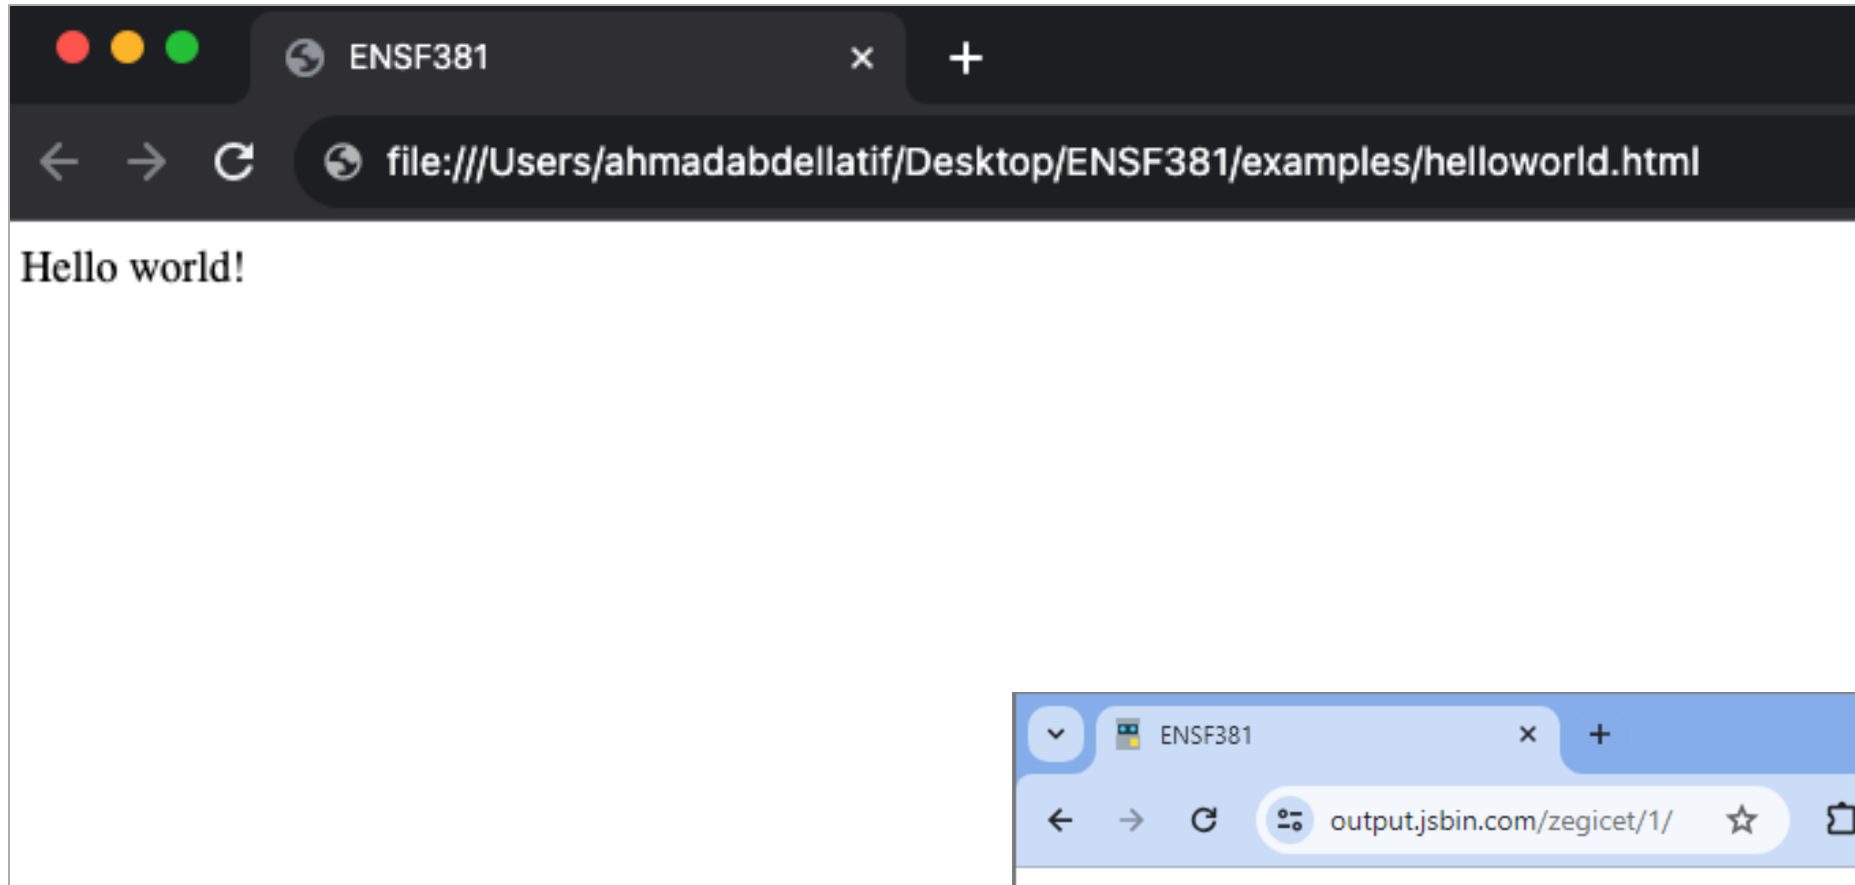 ENSF381
file:///Users/ahmadabdellatif/Desktop/ENSF381/examples/helloworld.html
Hello world!
ENSF381
output.jsbin.com/zegicet/1/